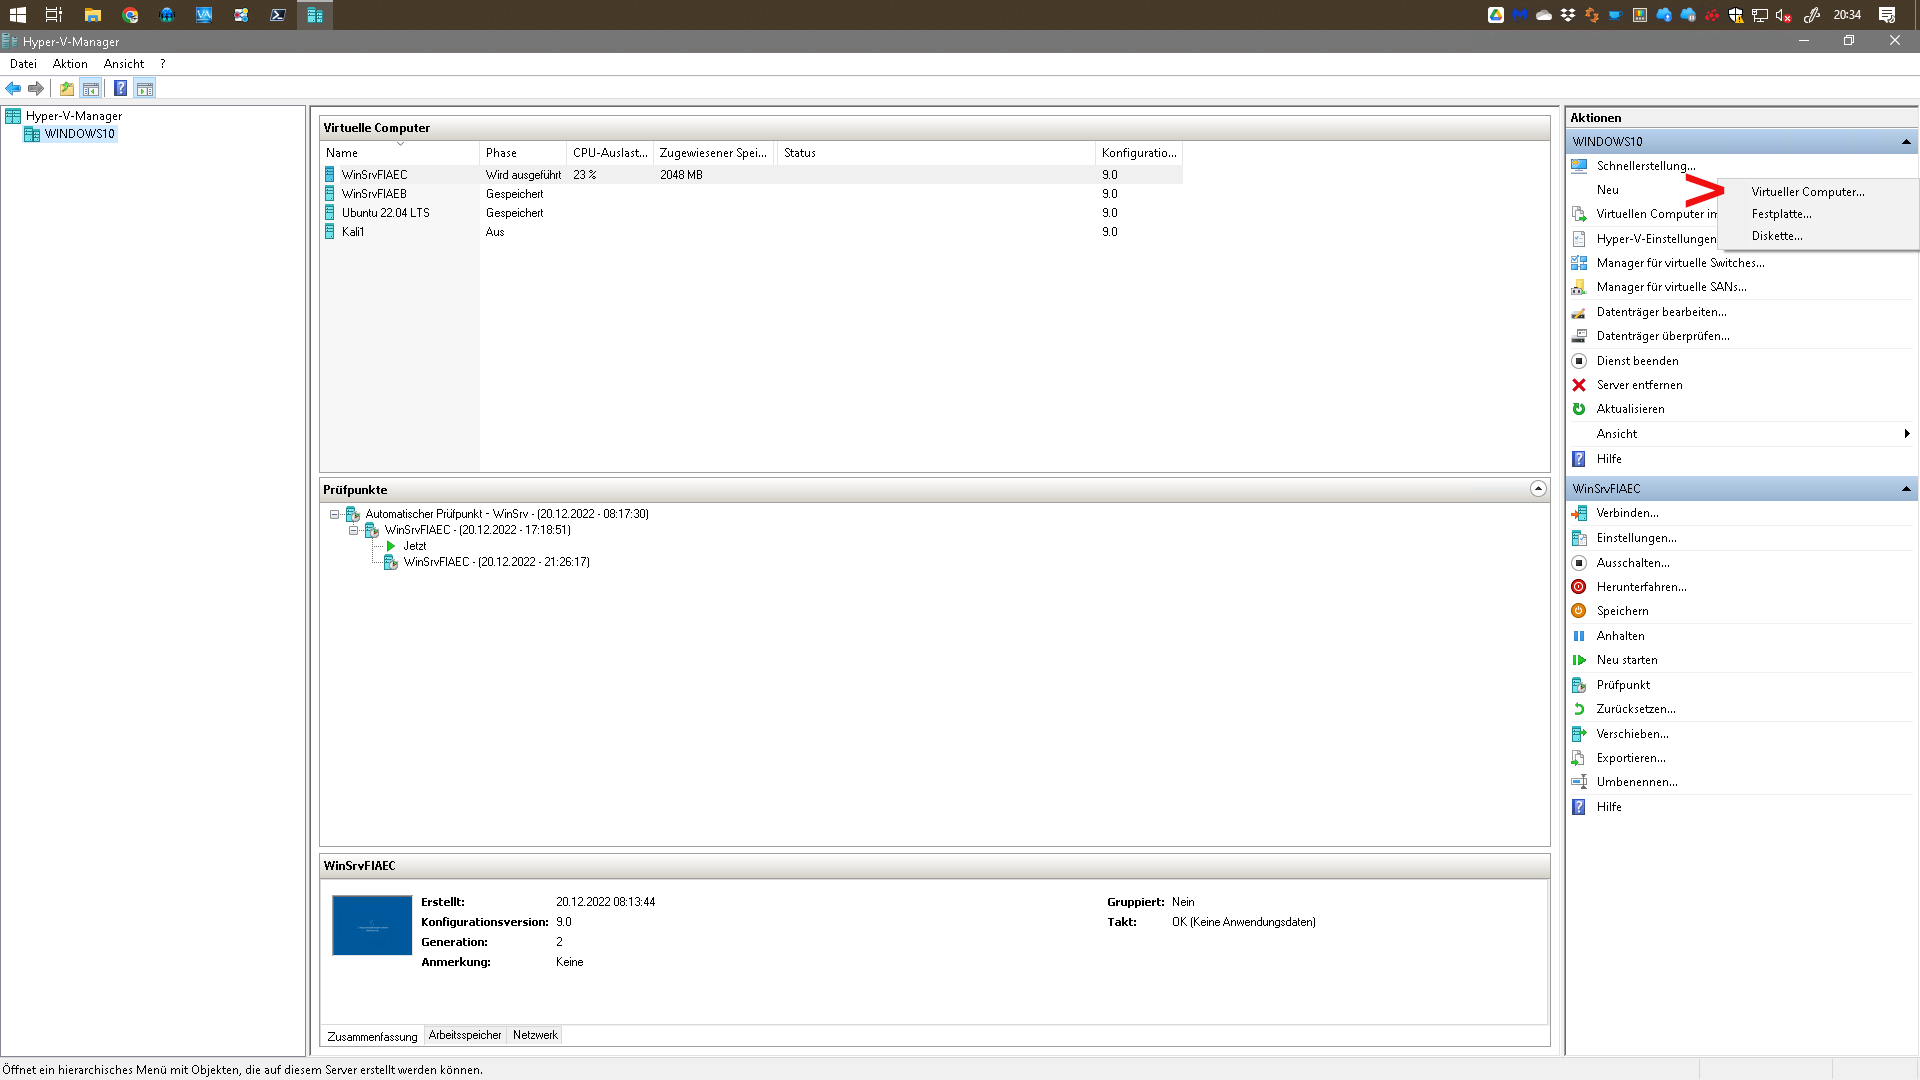 20:34
Hyper-V-Manager
Datei Aktion Ansicht ?
Hyper-V-Manager
WINDOWS10
Virtuelle Computer
Name Phase CPU-Auslast... Zugewiesener Spei... Status Konfiguratio...
WinSrvFIAEC Wird ausgeführt 23 % 2048 MB 9.0
WinSrvFIAEB Gespeichert 9.0
Ubuntu 22.04 LTS Gespeichert 9.0
Kali1 Aus 9.0
Prüfpunkte
Automatischer Prüfpunkt - WinSrv - (20.12.2022 - 08:17:30)
WinSrvFIAEC - (20.12.2022 - 17:18:51)
Jetzt
WinSrvFIAEC - (20.12.2022 - 21:26:17)
WinSrvFIAEC
Erstellt: 20.12.2022 08:13:44
Konfigurationsversion: 9.0
Generation: 2
Anmerkung: Keine
Gruppiert: Nein
Takt: OK (Keine Anwendungsdaten)
Zusammenfassung Arbeitsspeicher Netzwerk
Aktionen
WINDOWS10
Schnellerstellung...
Neu
>
Virtueller Computer...
Festplatte...
Diskette...
Virtuellen Computer im
Hyper-V-Einstellungen
Manager für virtuelle Switches...
Manager für virtuelle SANs...
Datenträger bearbeiten...
Datenträger überprüfen...
Dienst beenden
Server entfernen
Aktualisieren
Ansicht
Hilfe
WinSrvFIAEC
Verbinden...
Einstellungen...
Ausschalten...
Herunterfahren...
Speichern
Anhalten
Neu starten
Prüfpunkt
Zurücksetzen...
Verschieben...
Exportieren...
Umbenennen...
Hilfe
Öffnet ein hierarchisches Menü mit Objekten, die auf diesem Server erstellt werden können.